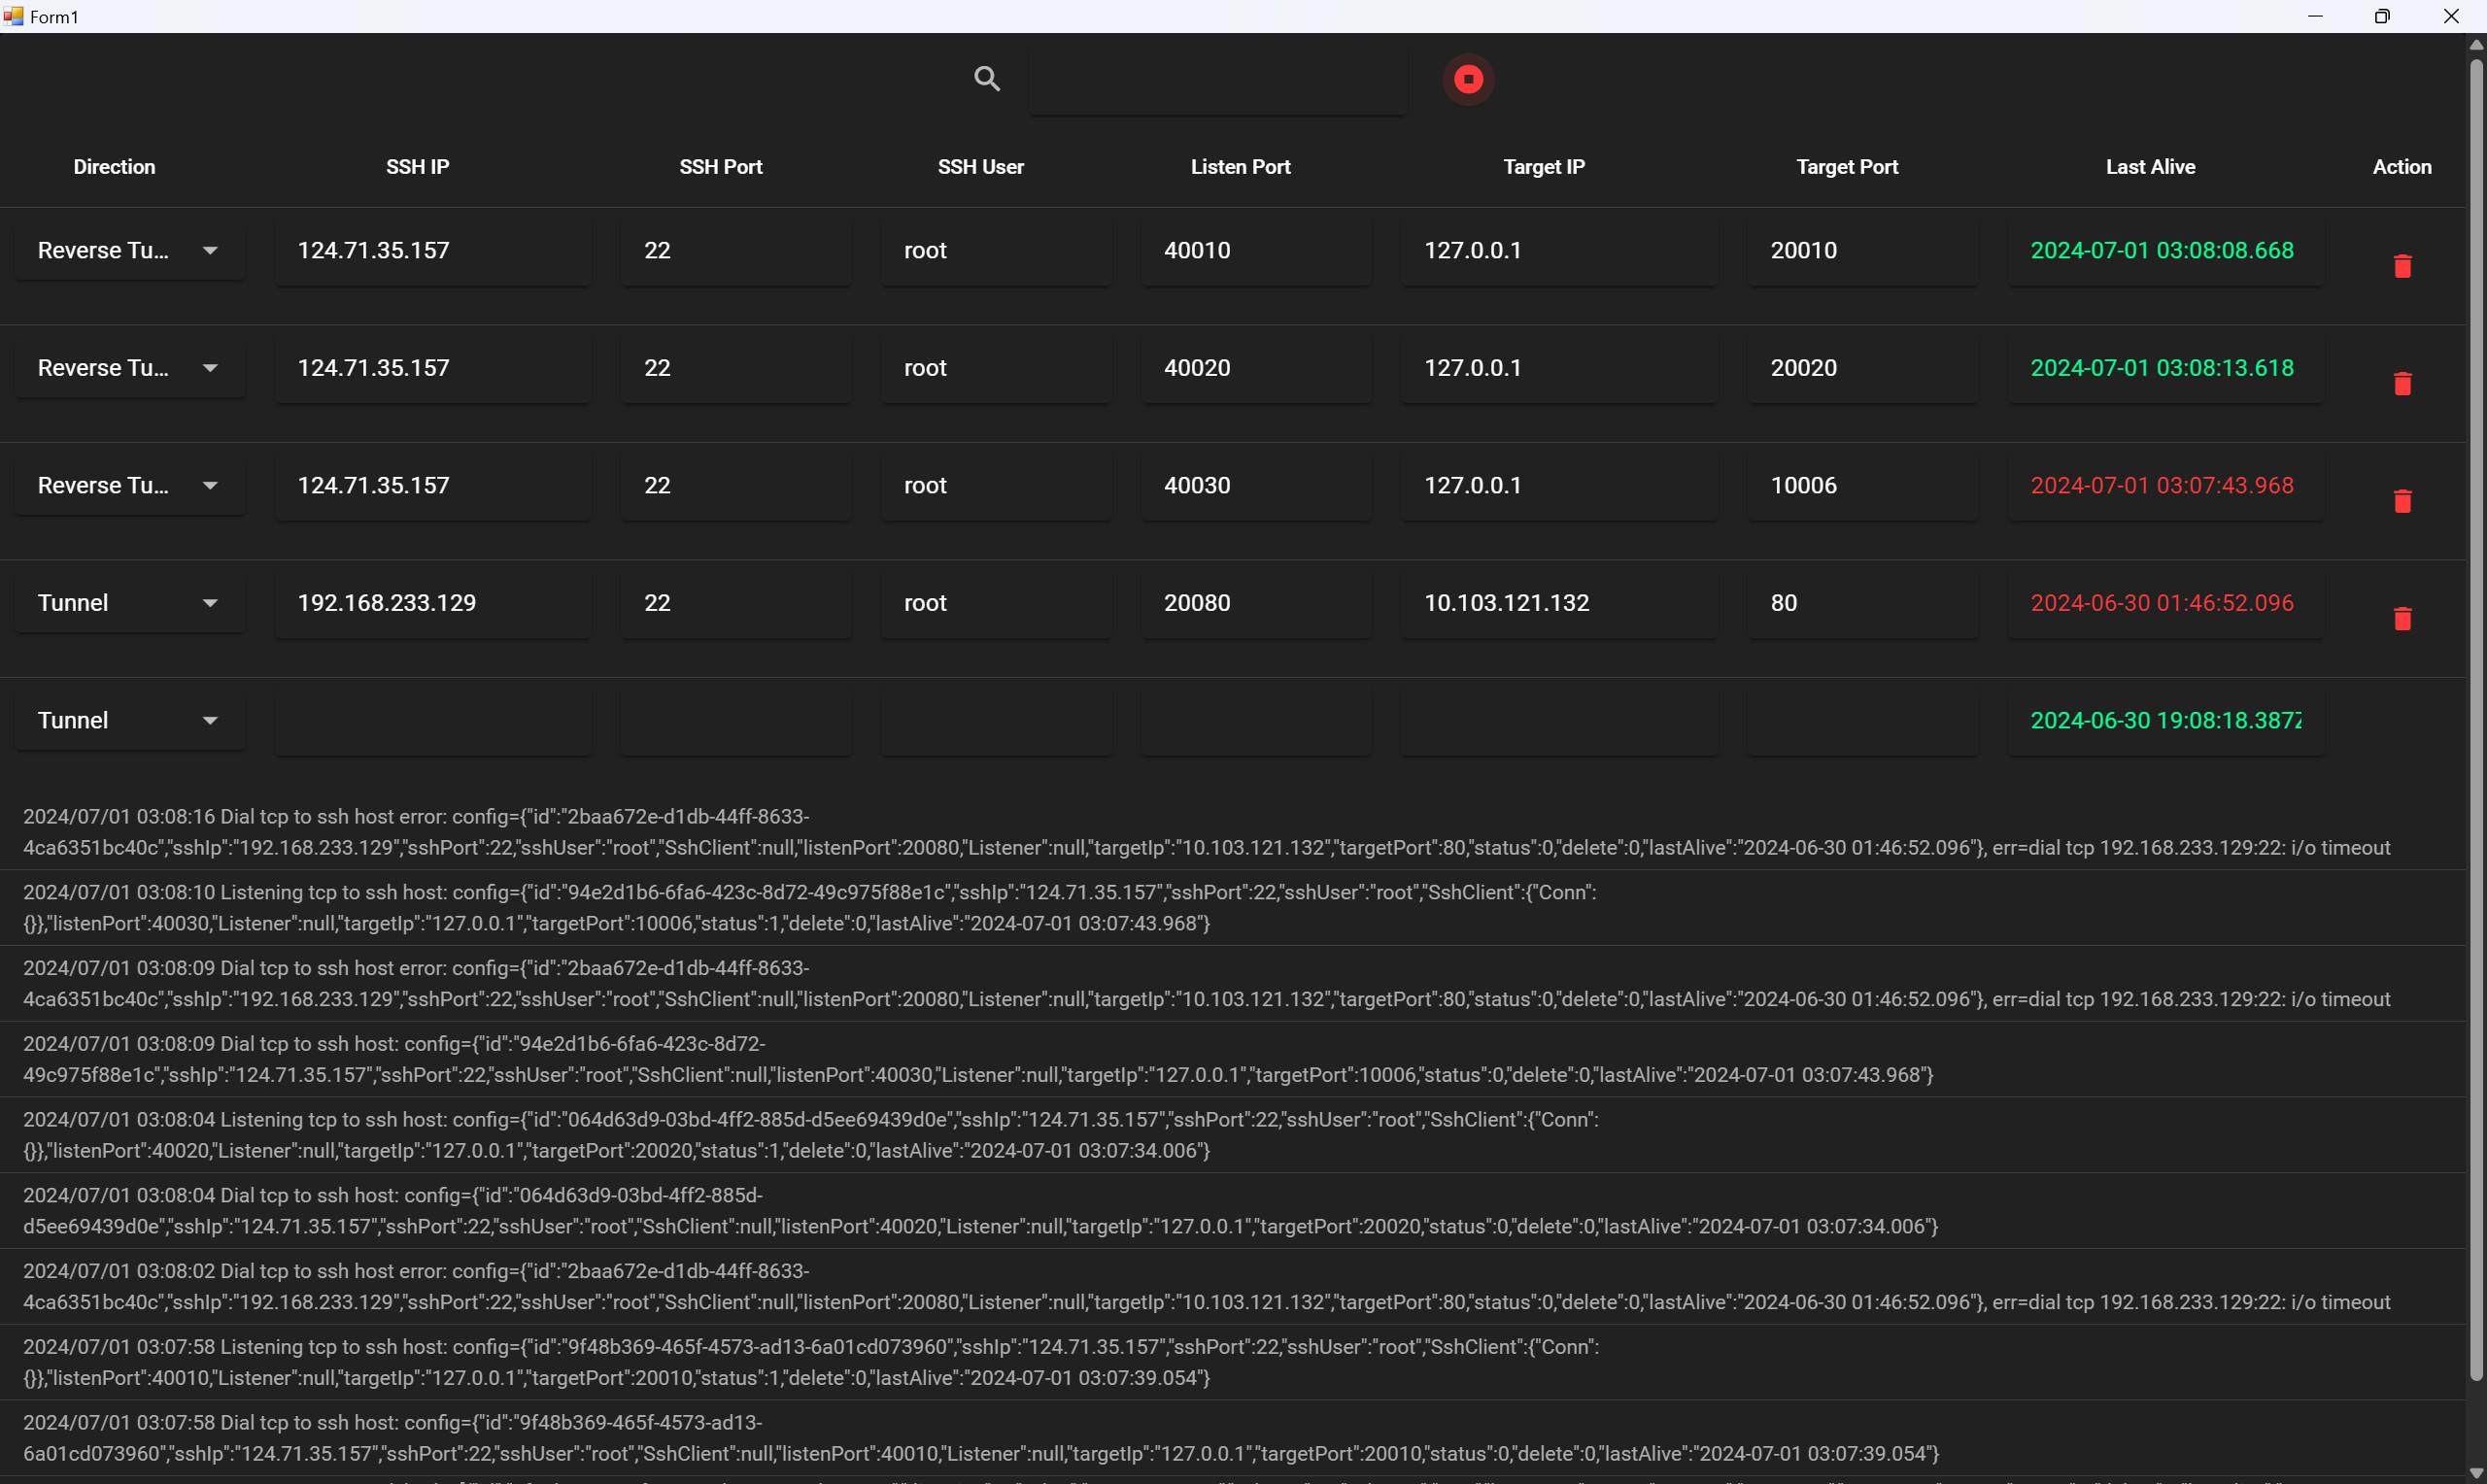 Form1
Direction SSH IP SSH Port SSH User Listen Port Target IP Target Port Last Alive Action
Reverse Tu... 124.71.35.157 22 root 40010 127.0.0.1 20010 2024-07-01 03:08:08.668
Reverse Tu... 124.71.35.157 22 root 40020 127.0.0.1 20020 2024-07-01 03:08:13.618
Reverse Tu... 124.71.35.157 22 root 40030 127.0.0.1 10006 2024-07-01 03:07:43.968
Tunnel 192.168.233.129 22 root 20080 10.103.121.132 80 2024-06-30 01:46:52.096
Tunnel 2024-06-30 19:08:18.387Z
2024/07/01 03:08:16 Dial tcp to ssh host error: config={"id":"2baa672e-d1db-44ff-8633-
4ca6351bc40c","sshIp":"192.168.233.129","sshPort":22,"sshUser":"root","SshClient":null,"listenPort":20080,"Listener":null,"targetIp":"10.103.121.132","targetPort":80,"status":0,"delete":0,"lastAlive":"2024-06-30 01:46:52.096"}, err=dial tcp 192.168.233.129:22: i/o timeout
2024/07/01 03:08:10 Listening tcp to ssh host: config={"id":"94e2d1b6-6fa6-423c-8d72-49c975f88e1c","sshIp":"124.71.35.157","sshPort":22,"sshUser":"root","SshClient":{"Conn":
{}},"listenPort":40030,"Listener":null,"targetIp":"127.0.0.1","targetPort":10006,"status":1,"delete":0,"lastAlive":"2024-07-01 03:07:43.968"}
2024/07/01 03:08:09 Dial tcp to ssh host error: config={"id":"2baa672e-d1db-44ff-8633-
4ca6351bc40c","sshIp":"192.168.233.129","sshPort":22,"sshUser":"root","SshClient":null,"listenPort":20080,"Listener":null,"targetIp":"10.103.121.132","targetPort":80,"status":0,"delete":0,"lastAlive":"2024-06-30 01:46:52.096"}, err=dial tcp 192.168.233.129:22: i/o timeout
2024/07/01 03:08:09 Dial tcp to ssh host: config={"id":"94e2d1b6-6fa6-423c-8d72-
49c975f88e1c","sshIp":"124.71.35.157","sshPort":22,"sshUser":"root","SshClient":null,"listenPort":40030,"Listener":null,"targetIp":"127.0.0.1","targetPort":10006,"status":0,"delete":0,"lastAlive":"2024-07-01 03:07:43.968"}
2024/07/01 03:08:04 Listening tcp to ssh host: config={"id":"064d63d9-03bd-4ff2-885d-d5ee69439d0e","sshIp":"124.71.35.157","sshPort":22,"sshUser":"root","SshClient":{"Conn":
{}},"listenPort":40020,"Listener":null,"targetIp":"127.0.0.1","targetPort":20020,"status":1,"delete":0,"lastAlive":"2024-07-01 03:07:34.006"}
2024/07/01 03:08:04 Dial tcp to ssh host: config={"id":"064d63d9-03bd-4ff2-885d-
d5ee69439d0e","sshIp":"124.71.35.157","sshPort":22,"sshUser":"root","SshClient":null,"listenPort":40020,"Listener":null,"targetIp":"127.0.0.1","targetPort":20020,"status":0,"delete":0,"lastAlive":"2024-07-01 03:07:34.006"}
2024/07/01 03:08:02 Dial tcp to ssh host error: config={"id":"2baa672e-d1db-44ff-8633-
4ca6351bc40c","sshIp":"192.168.233.129","sshPort":22,"sshUser":"root","SshClient":null,"listenPort":20080,"Listener":null,"targetIp":"10.103.121.132","targetPort":80,"status":0,"delete":0,"lastAlive":"2024-06-30 01:46:52.096"}, err=dial tcp 192.168.233.129:22: i/o timeout
2024/07/01 03:07:58 Listening tcp to ssh host: config={"id":"9f48b369-465f-4573-ad13-6a01cd073960","sshIp":"124.71.35.157","sshPort":22,"sshUser":"root","SshClient":{"Conn":
{}},"listenPort":40010,"Listener":null,"targetIp":"127.0.0.1","targetPort":20010,"status":1,"delete":0,"lastAlive":"2024-07-01 03:07:39.054"}
2024/07/01 03:07:58 Dial tcp to ssh host: config={"id":"9f48b369-465f-4573-ad13-
6a01cd073960","sshIp":"124.71.35.157","sshPort":22,"sshUser":"root","SshClient":null,"listenPort":40010,"Listener":null,"targetIp":"127.0.0.1","targetPort":20010,"status":0,"delete":0,"lastAlive":"2024-07-01 03:07:39.054"}